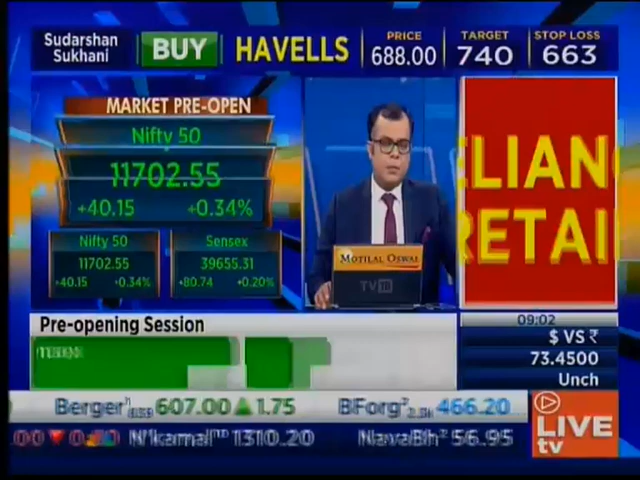 Sudarshan
Sukhani
BUY
HAVELLS
PRICE
688.00
TARGET
740
STOP LOSS
663
MARKET PRE-OPEN
Nifty 50
11702.55
+40.15 +0.34%
Nifty 50
11702.55
+40.15 +0.34%
Sensex
39655.31
+80.74 +0.20%
MOTILAL OSWAL
TV18
ELIANC
RETAI
Pre-opening Session
09:02
$ VS ₹
73.4500
Unch
Berger 607.00 ▲ 1.75 BForg 466.20
.00 ▼ N'kamal 1310.20 NavaBh 56.95
LIVE
tv